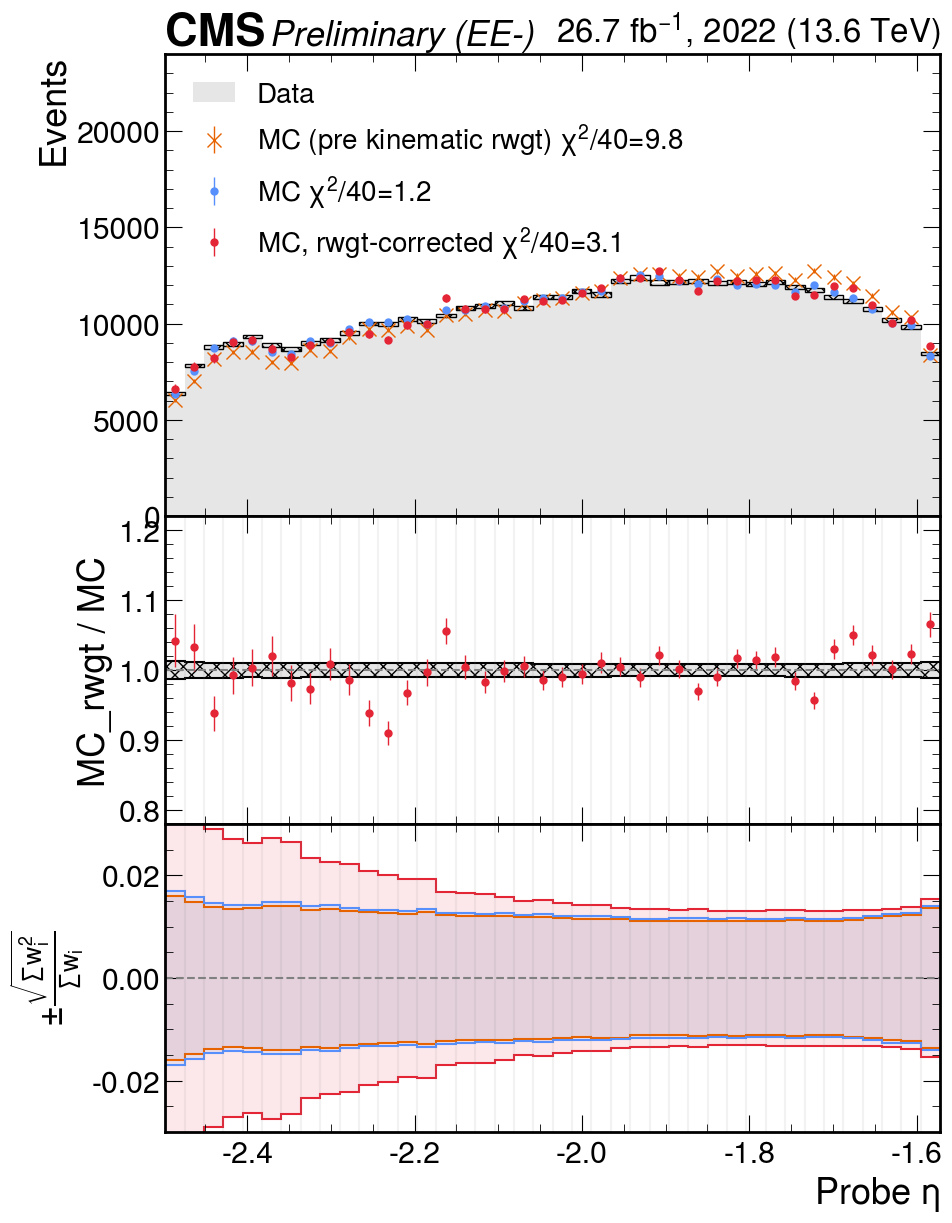 CMS Preliminary (EE-) 26.7 fb⁻¹, 2022 (13.6 TeV)
Events
20000
15000
10000
5000
0
Data
MC (pre kinematic rwgt) χ²/40=9.8
MC χ²/40=1.2
MC, rwgt-corrected χ²/40=3.1
MC_rwgt / MC
1.2
1.1
1.0
0.9
0.8
±√Σwᵢ²/Σwᵢ
0.02
0.00
-0.02
-2.4 -2.2 -2.0 -1.8 -1.6
Probe η